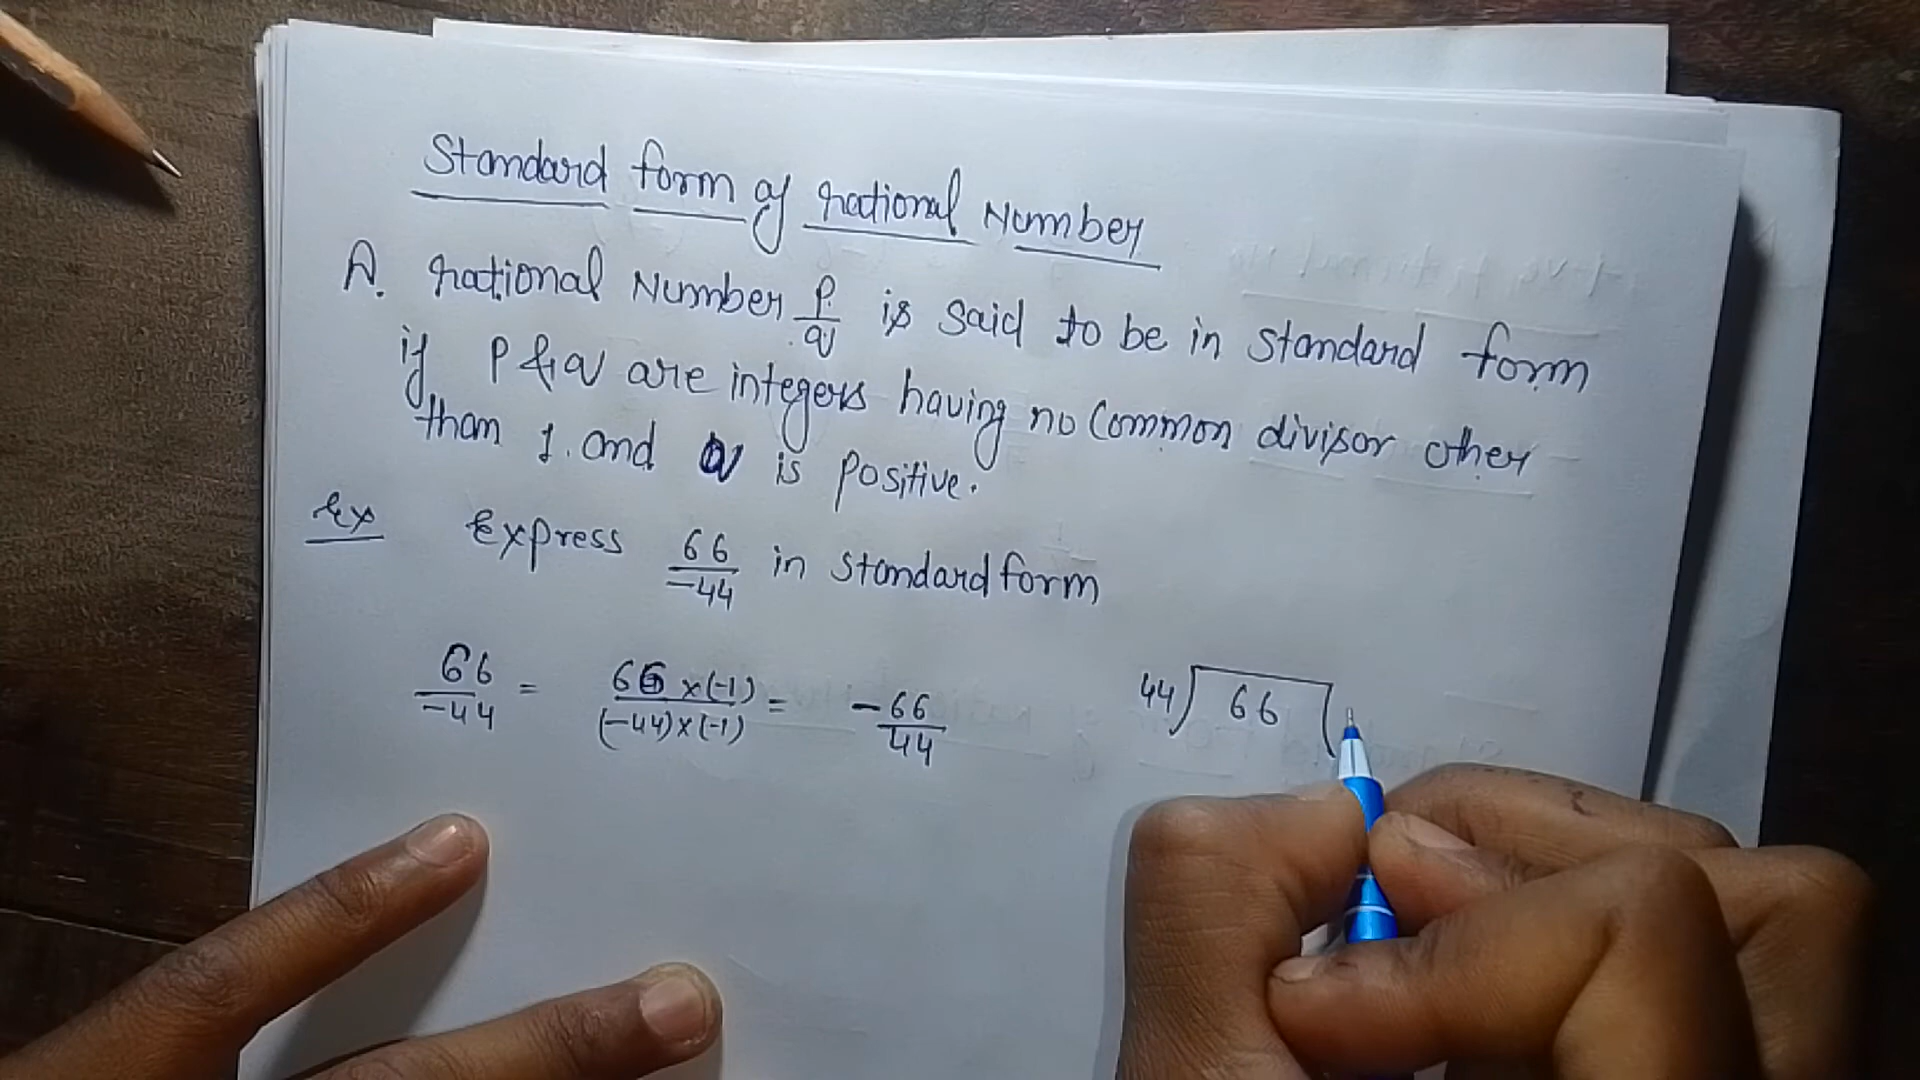 Standard form of rational Number
A. rational Number P/q is said to be in standard form
if P & q are integers having no common divisor other
than 1. and q is positive.
Ex Express 66/-44 in standard form
66/-44 = 66 x (-1)/(-44) x (-1) = -66/44 44) 66 (